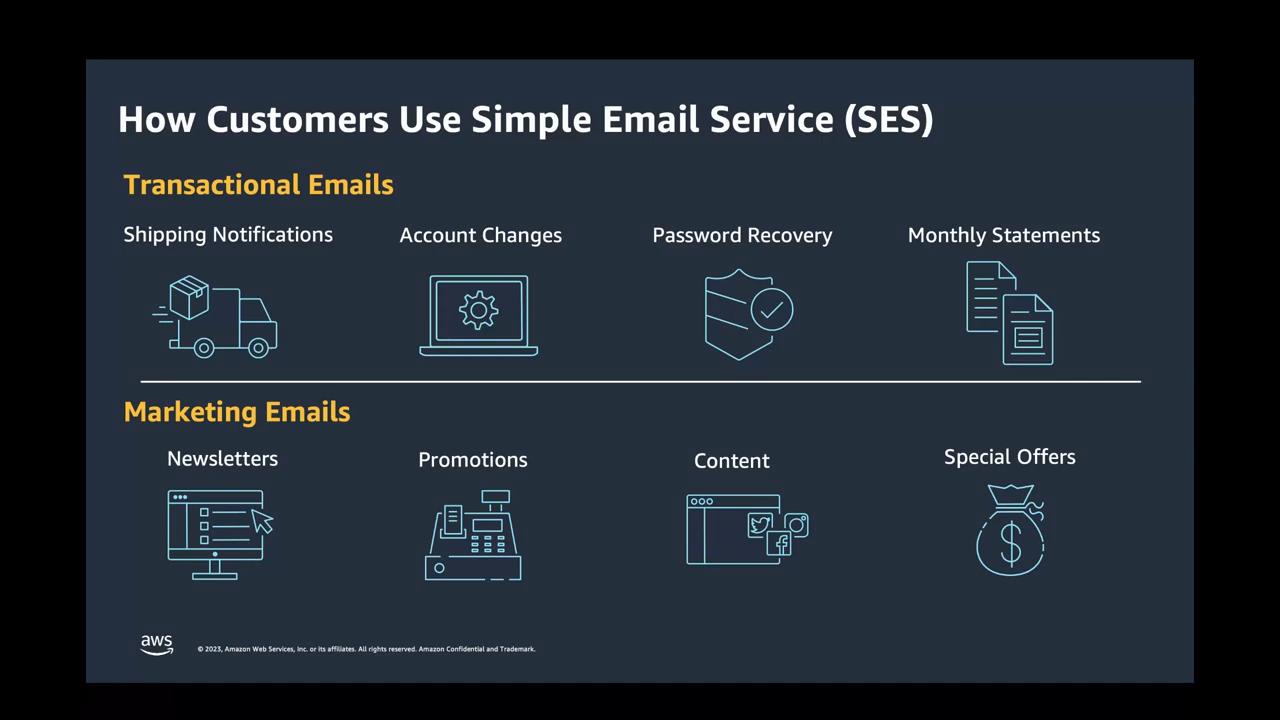 How Customers Use Simple Email Service (SES)
Transactional Emails
Shipping Notifications
Account Changes
Password Recovery
Monthly Statements
Marketing Emails
Newsletters
Promotions
Content
Special Offers
aws
© 2023, Amazon Web Services, Inc. or its affiliates. All rights reserved. Amazon Confidential and Trademark.